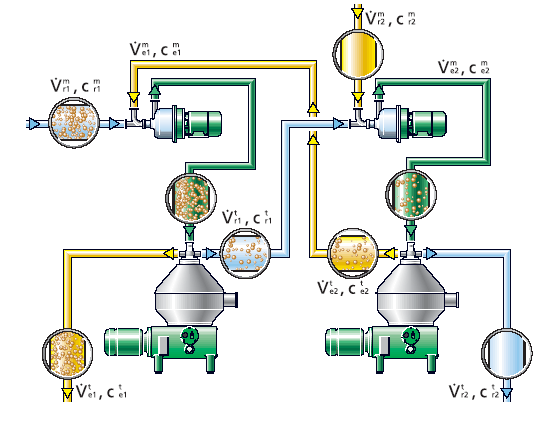 V̇ᵐr2, cᵐr2
V̇ᵐe1, cᵐe1
V̇ᵐe2, cᵐe2
V̇ᵐr1, cᵐr1
V̇ᵗr1, cᵗr1
V̇ᵗe2, cᵗe2
V̇ᵗe1, cᵗe1
V̇ᵗr2, cᵗr2